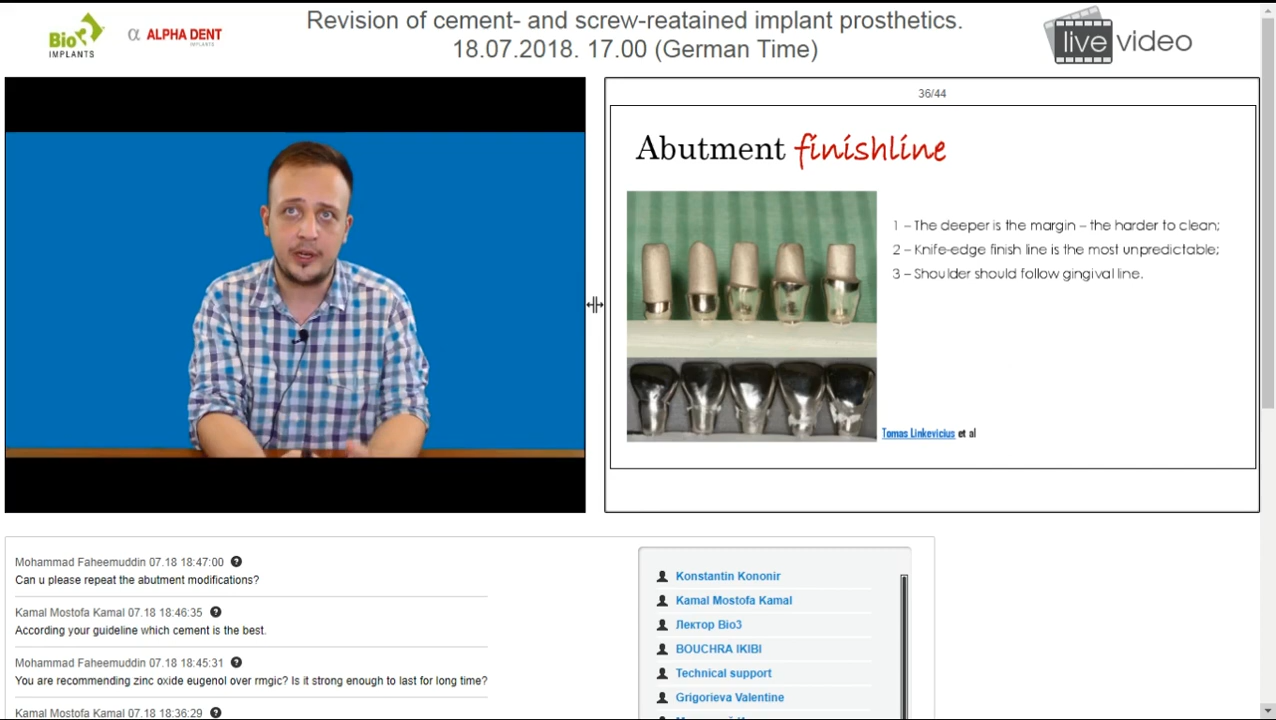 Revision of cement- and screw-reatained implant prosthetics.
18.07.2018. 17.00 (German Time)
Bio
IMPLANTS
α ALPHA DENT
IMPLANTS
live video
36/44
Abutment finishline
1 – The deeper is the margin – the harder to clean;
2 – Knife-edge finish line is the most unpredictable;
3 – Shoulder should follow gingival line.
Tomas Linkevicius et al
Mohammad Faheemuddin 07.18 18:47:00
Can u please repeat the abutment modifications?
Kamal Mostofa Kamal 07.18 18:46:35
According your guideline which cement is the best.
Mohammad Faheemuddin 07.18 18:45:31
You are recommending zinc oxide eugenol over rmgic? Is it strong enough to last for long time?
Kamal Mostofa Kamal 07.18 18:36:29
Konstantin Kononir
Kamal Mostofa Kamal
Лектор Bio3
BOUCHRA IKIBI
Technical support
Grigorieva Valentine